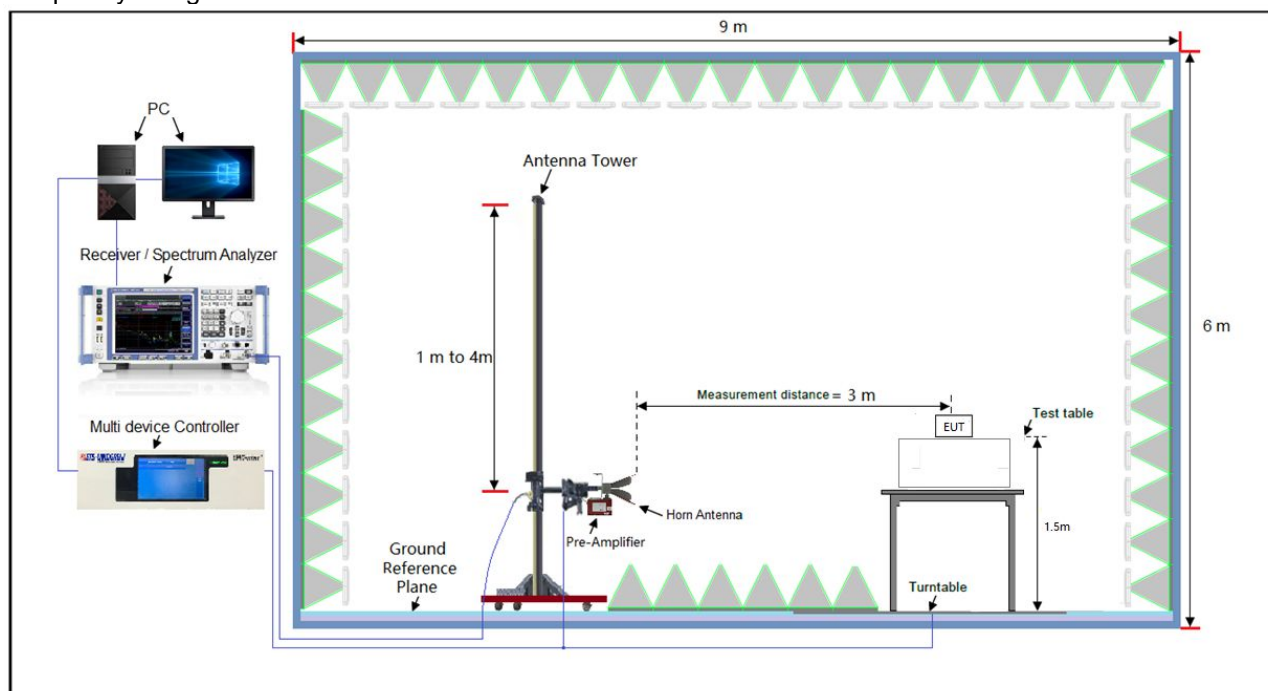 9 m
PC
Antenna Tower
Receiver / Spectrum Analyzer
1 m to 4m
6 m
Measurement distance = 3 m
Test table
EUT
Multi device Controller
Horn Antenna
Pre-Amplifier
1.5m
Ground
Reference
Plane
Turntable